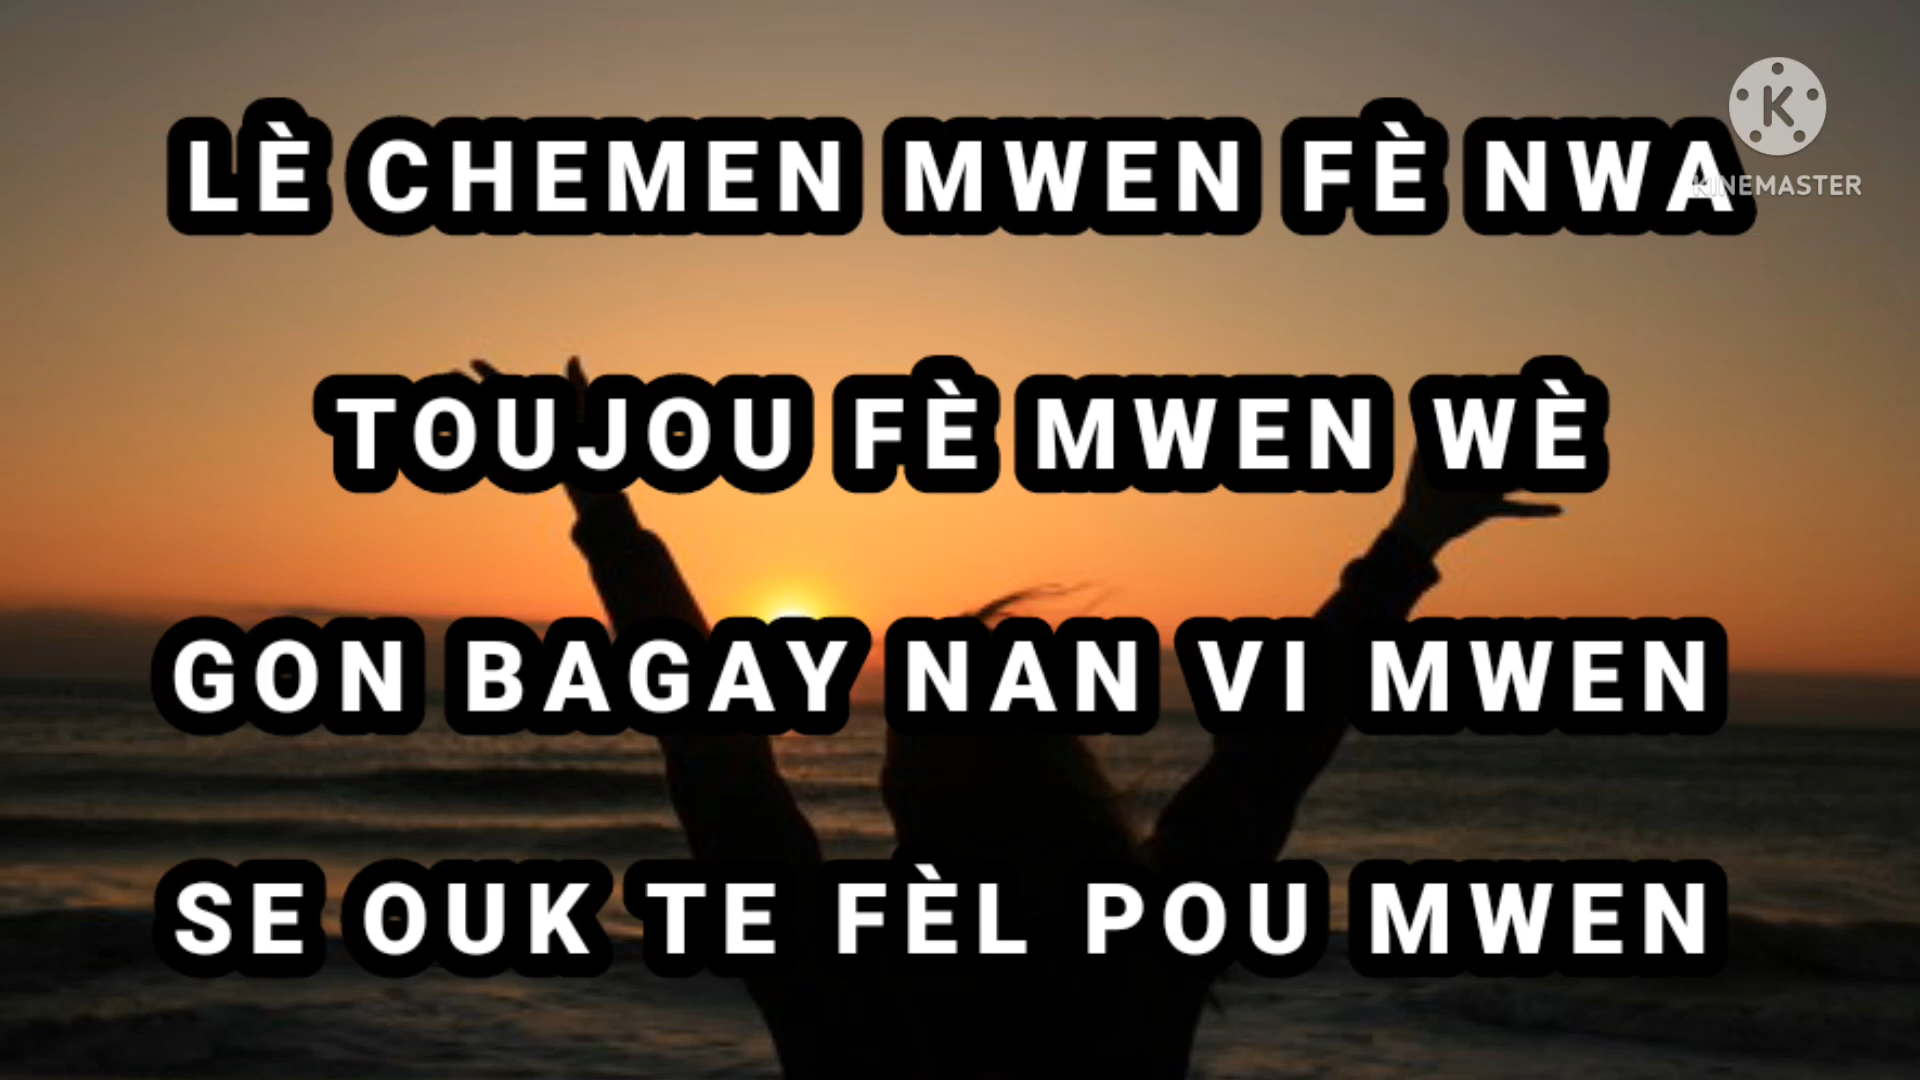 LÈ CHEMEN MWEN FÈ NWA
KINEMASTER
TOUJOU FÈ MWEN WÈ
GON BAGAY NAN VI MWEN
SE OUK TE FÈL POU MWEN